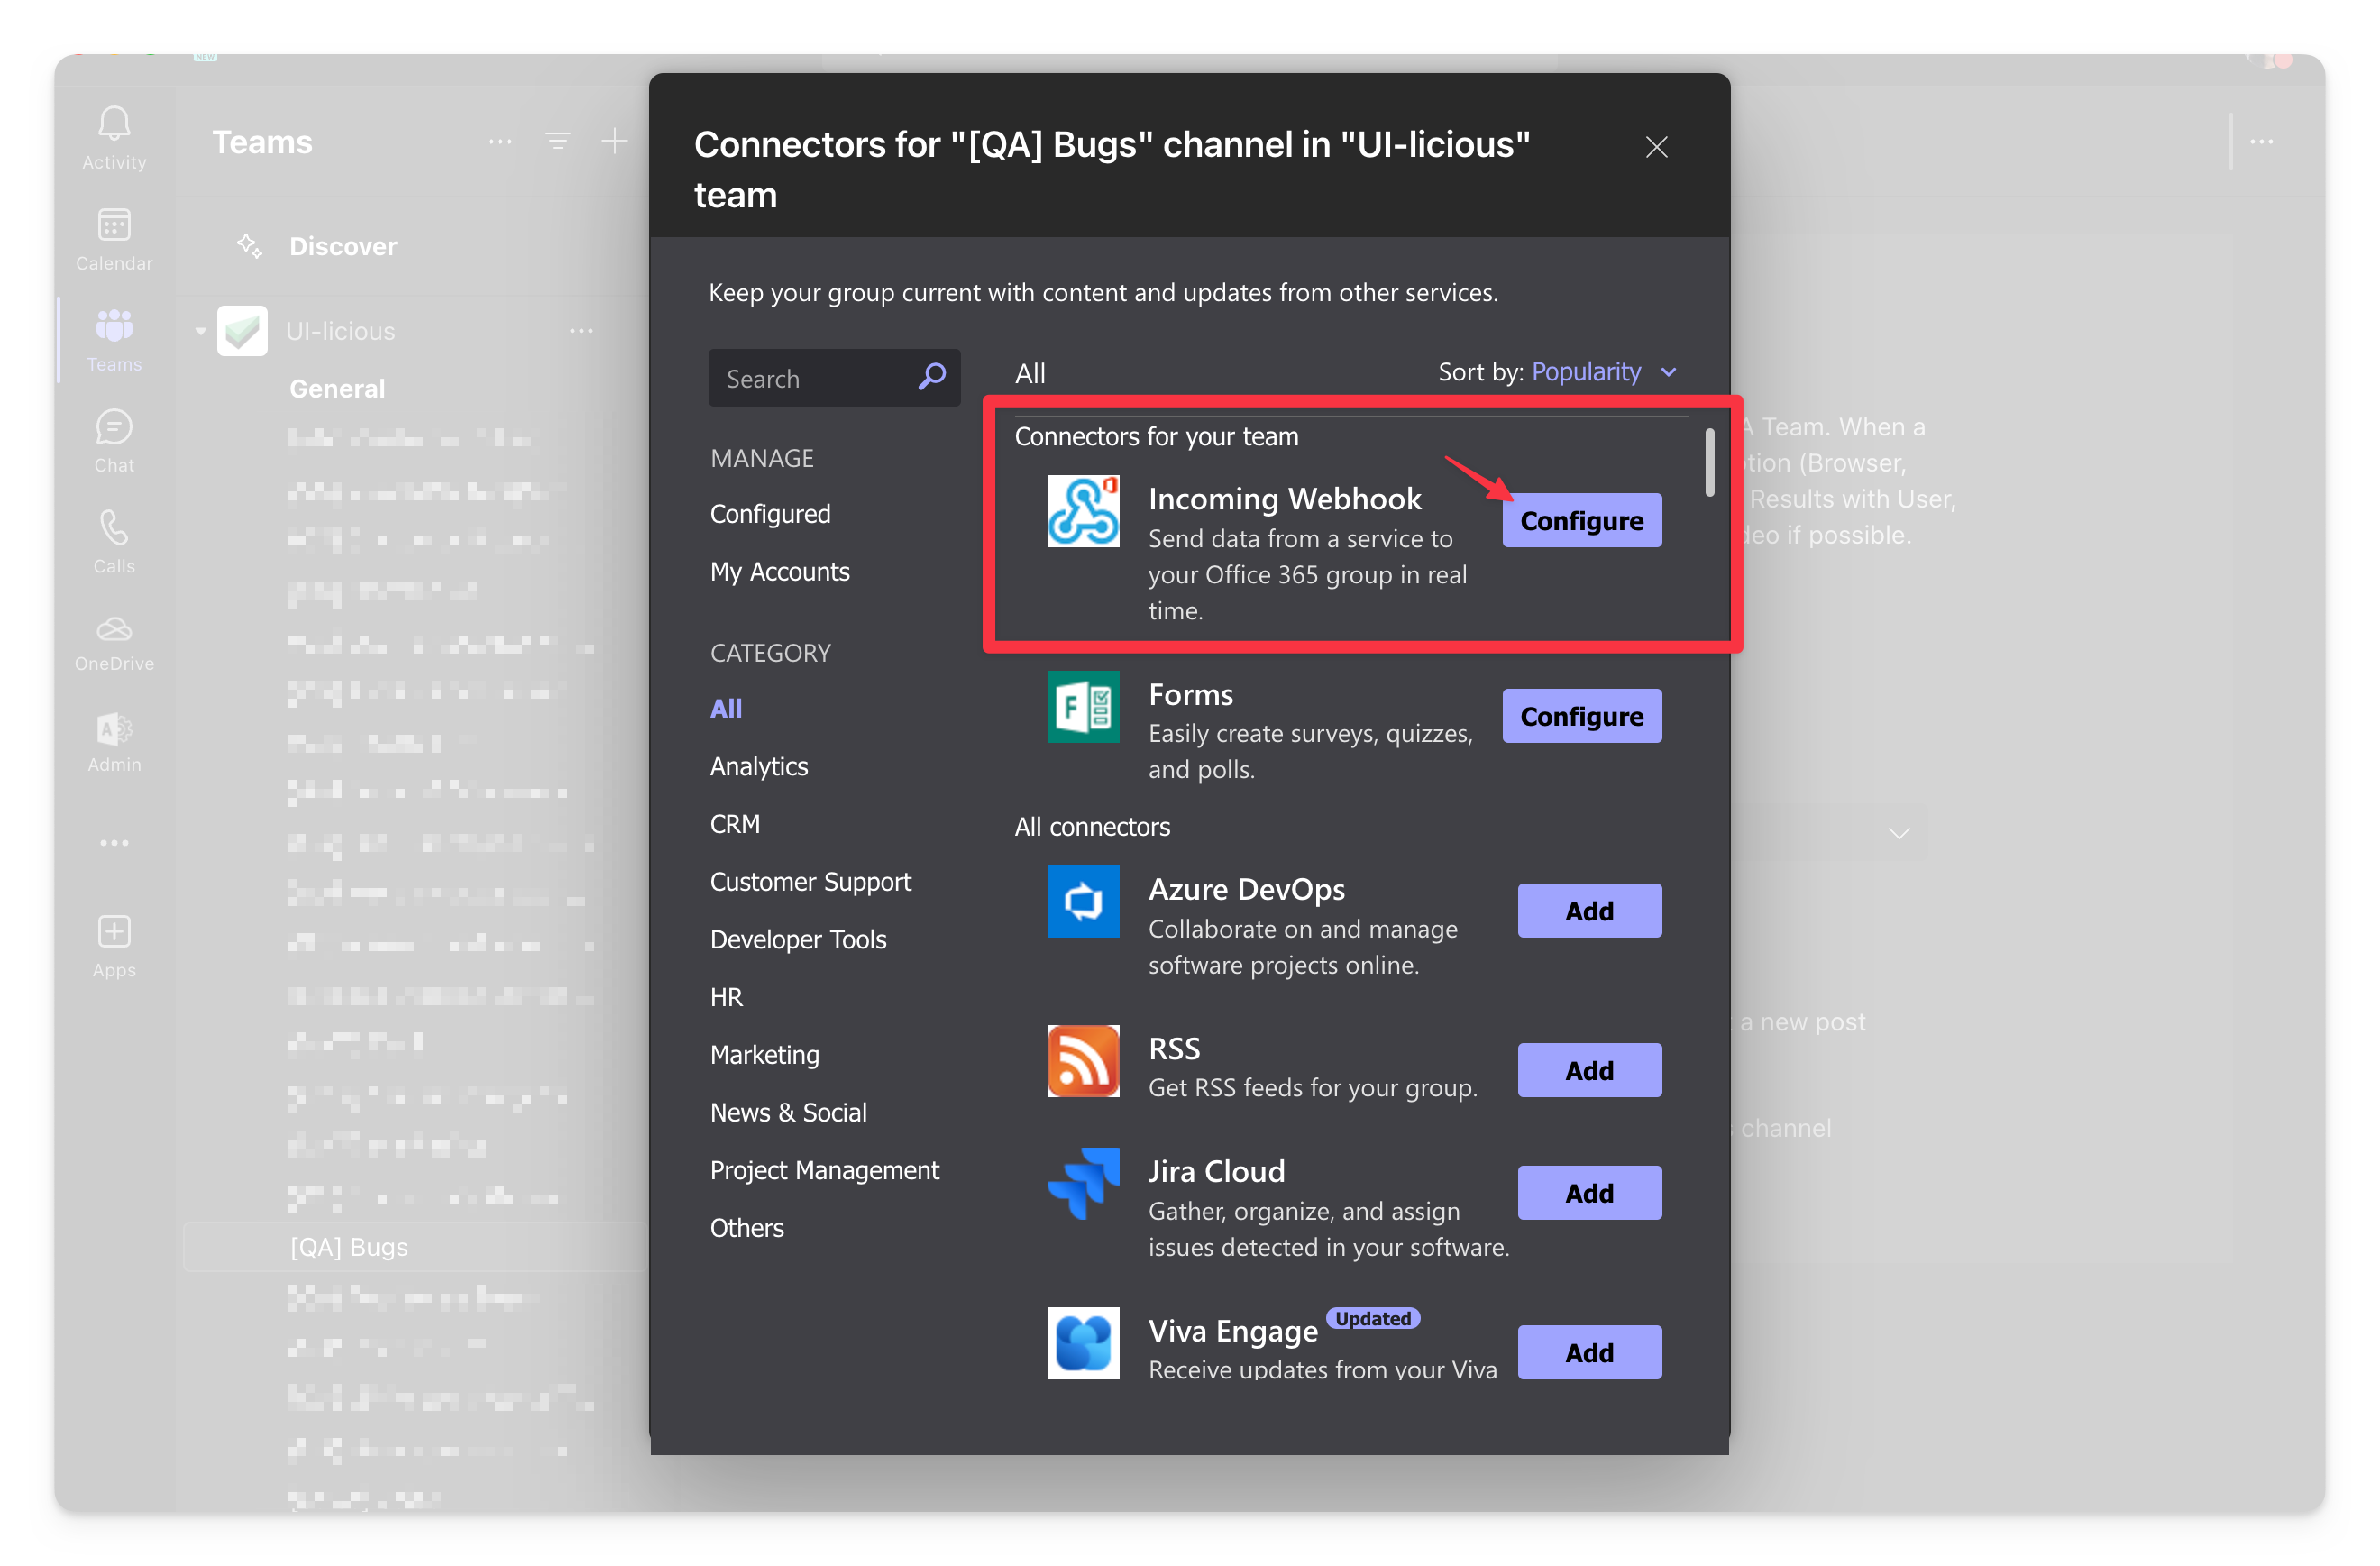 NEW
Activity
Calendar
Teams
Chat
Calls
OneDrive
Admin
Apps
Teams
Discover
UI-licious
General
[QA] Bugs
Connectors for "[QA] Bugs" channel in "UI-licious"
team
Keep your group current with content and updates from other services.
Search
MANAGE
Configured
My Accounts
CATEGORY
All
Analytics
CRM
Customer Support
Developer Tools
HR
Marketing
News & Social
Project Management
Others
All
Sort by: Popularity
Connectors for your team
Incoming Webhook
Send data from a service to
your Office 365 group in real
time.
Configure
Forms
Easily create surveys, quizzes,
and polls.
Configure
All connectors
Azure DevOps
Collaborate on and manage
software projects online.
Add
RSS
Get RSS feeds for your group.
Add
Jira Cloud
Gather, organize, and assign
issues detected in your software.
Add
Viva Engage Updated
Receive updates from your Viva
Add
A Team. When a
(Browser,
Results with User,
if possible.
a new post
channel